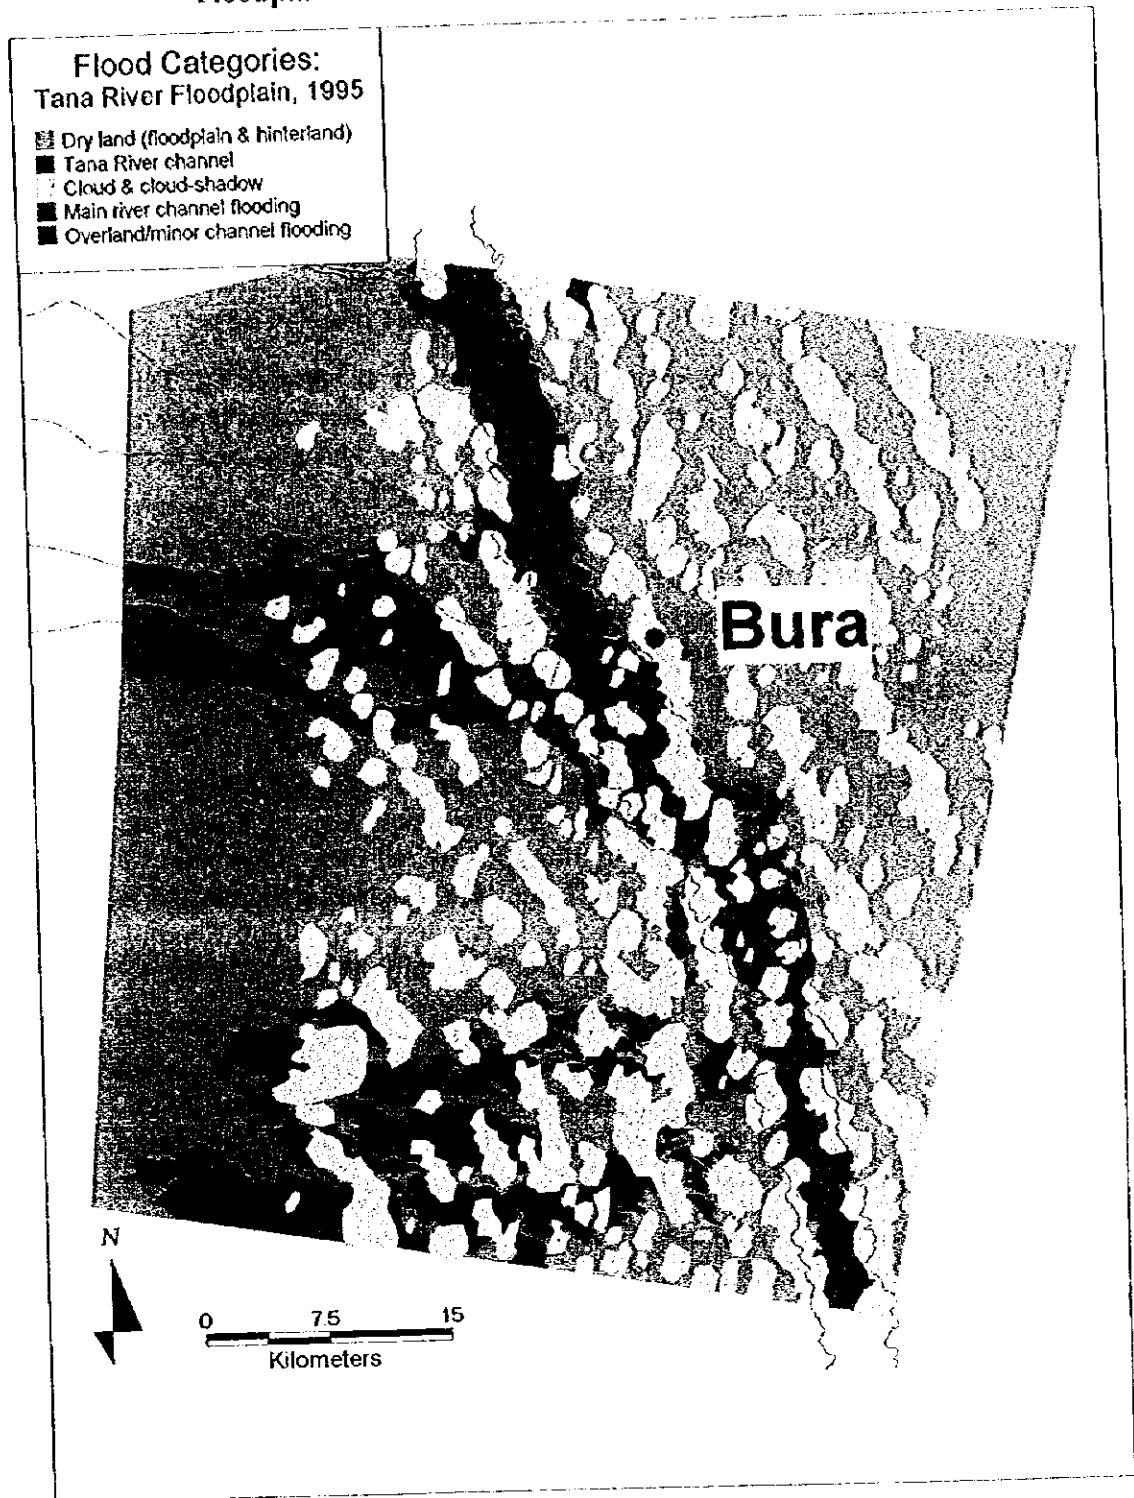 Flood Categories:
Tana River Floodplain, 1995
Dry land (floodplain & hinterland)
Tana River channel
Cloud & cloud-shadow
Main river channel flooding
Overland/minor channel flooding
Bura
N
0 7.5 15
Kilometers